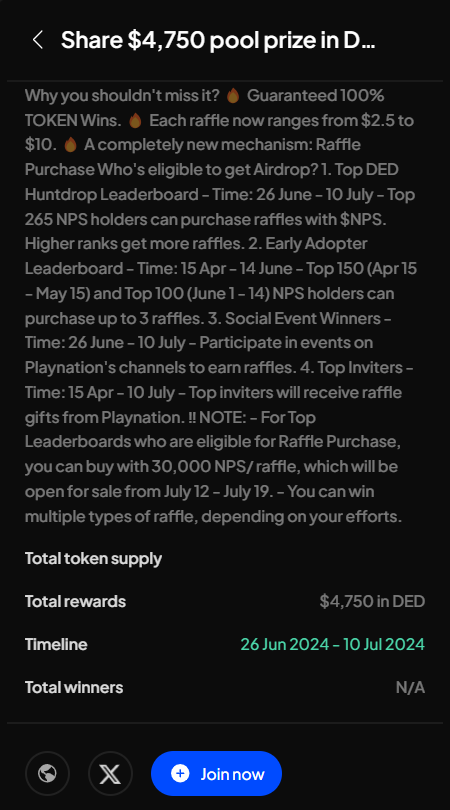 Share $4,750 pool prize in D...
Why you shouldn't miss it? 🔥 Guaranteed 100%
TOKEN Wins. 🔥 Each raffle now ranges from $2.5 to
$10. 🔥 A completely new mechanism: Raffle
Purchase Who's eligible to get Airdrop? 1. Top DED
Huntdrop Leaderboard - Time: 26 June - 10 July - Top
265 NPS holders can purchase raffles with $NPS.
Higher ranks get more raffles. 2. Early Adopter
Leaderboard - Time: 15 Apr - 14 June - Top 150 (Apr 15
- May 15) and Top 100 (June 1 - 14) NPS holders can
purchase up to 3 raffles. 3. Social Event Winners -
Time: 26 June - 10 July - Participate in events on
Playnation's channels to earn raffles. 4. Top Inviters -
Time: 15 Apr - 10 July - Top inviters will receive raffle
gifts from Playnation. ‼ NOTE: - For Top
Leaderboards who are eligible for Raffle Purchase,
you can buy with 30,000 NPS/ raffle, which will be
open for sale from July 12 - July 19. - You can win
multiple types of raffle, depending on your efforts.
Total token supply
Total rewards $4,750 in DED
Timeline 26 Jun 2024 - 10 Jul 2024
Total winners N/A
Join now